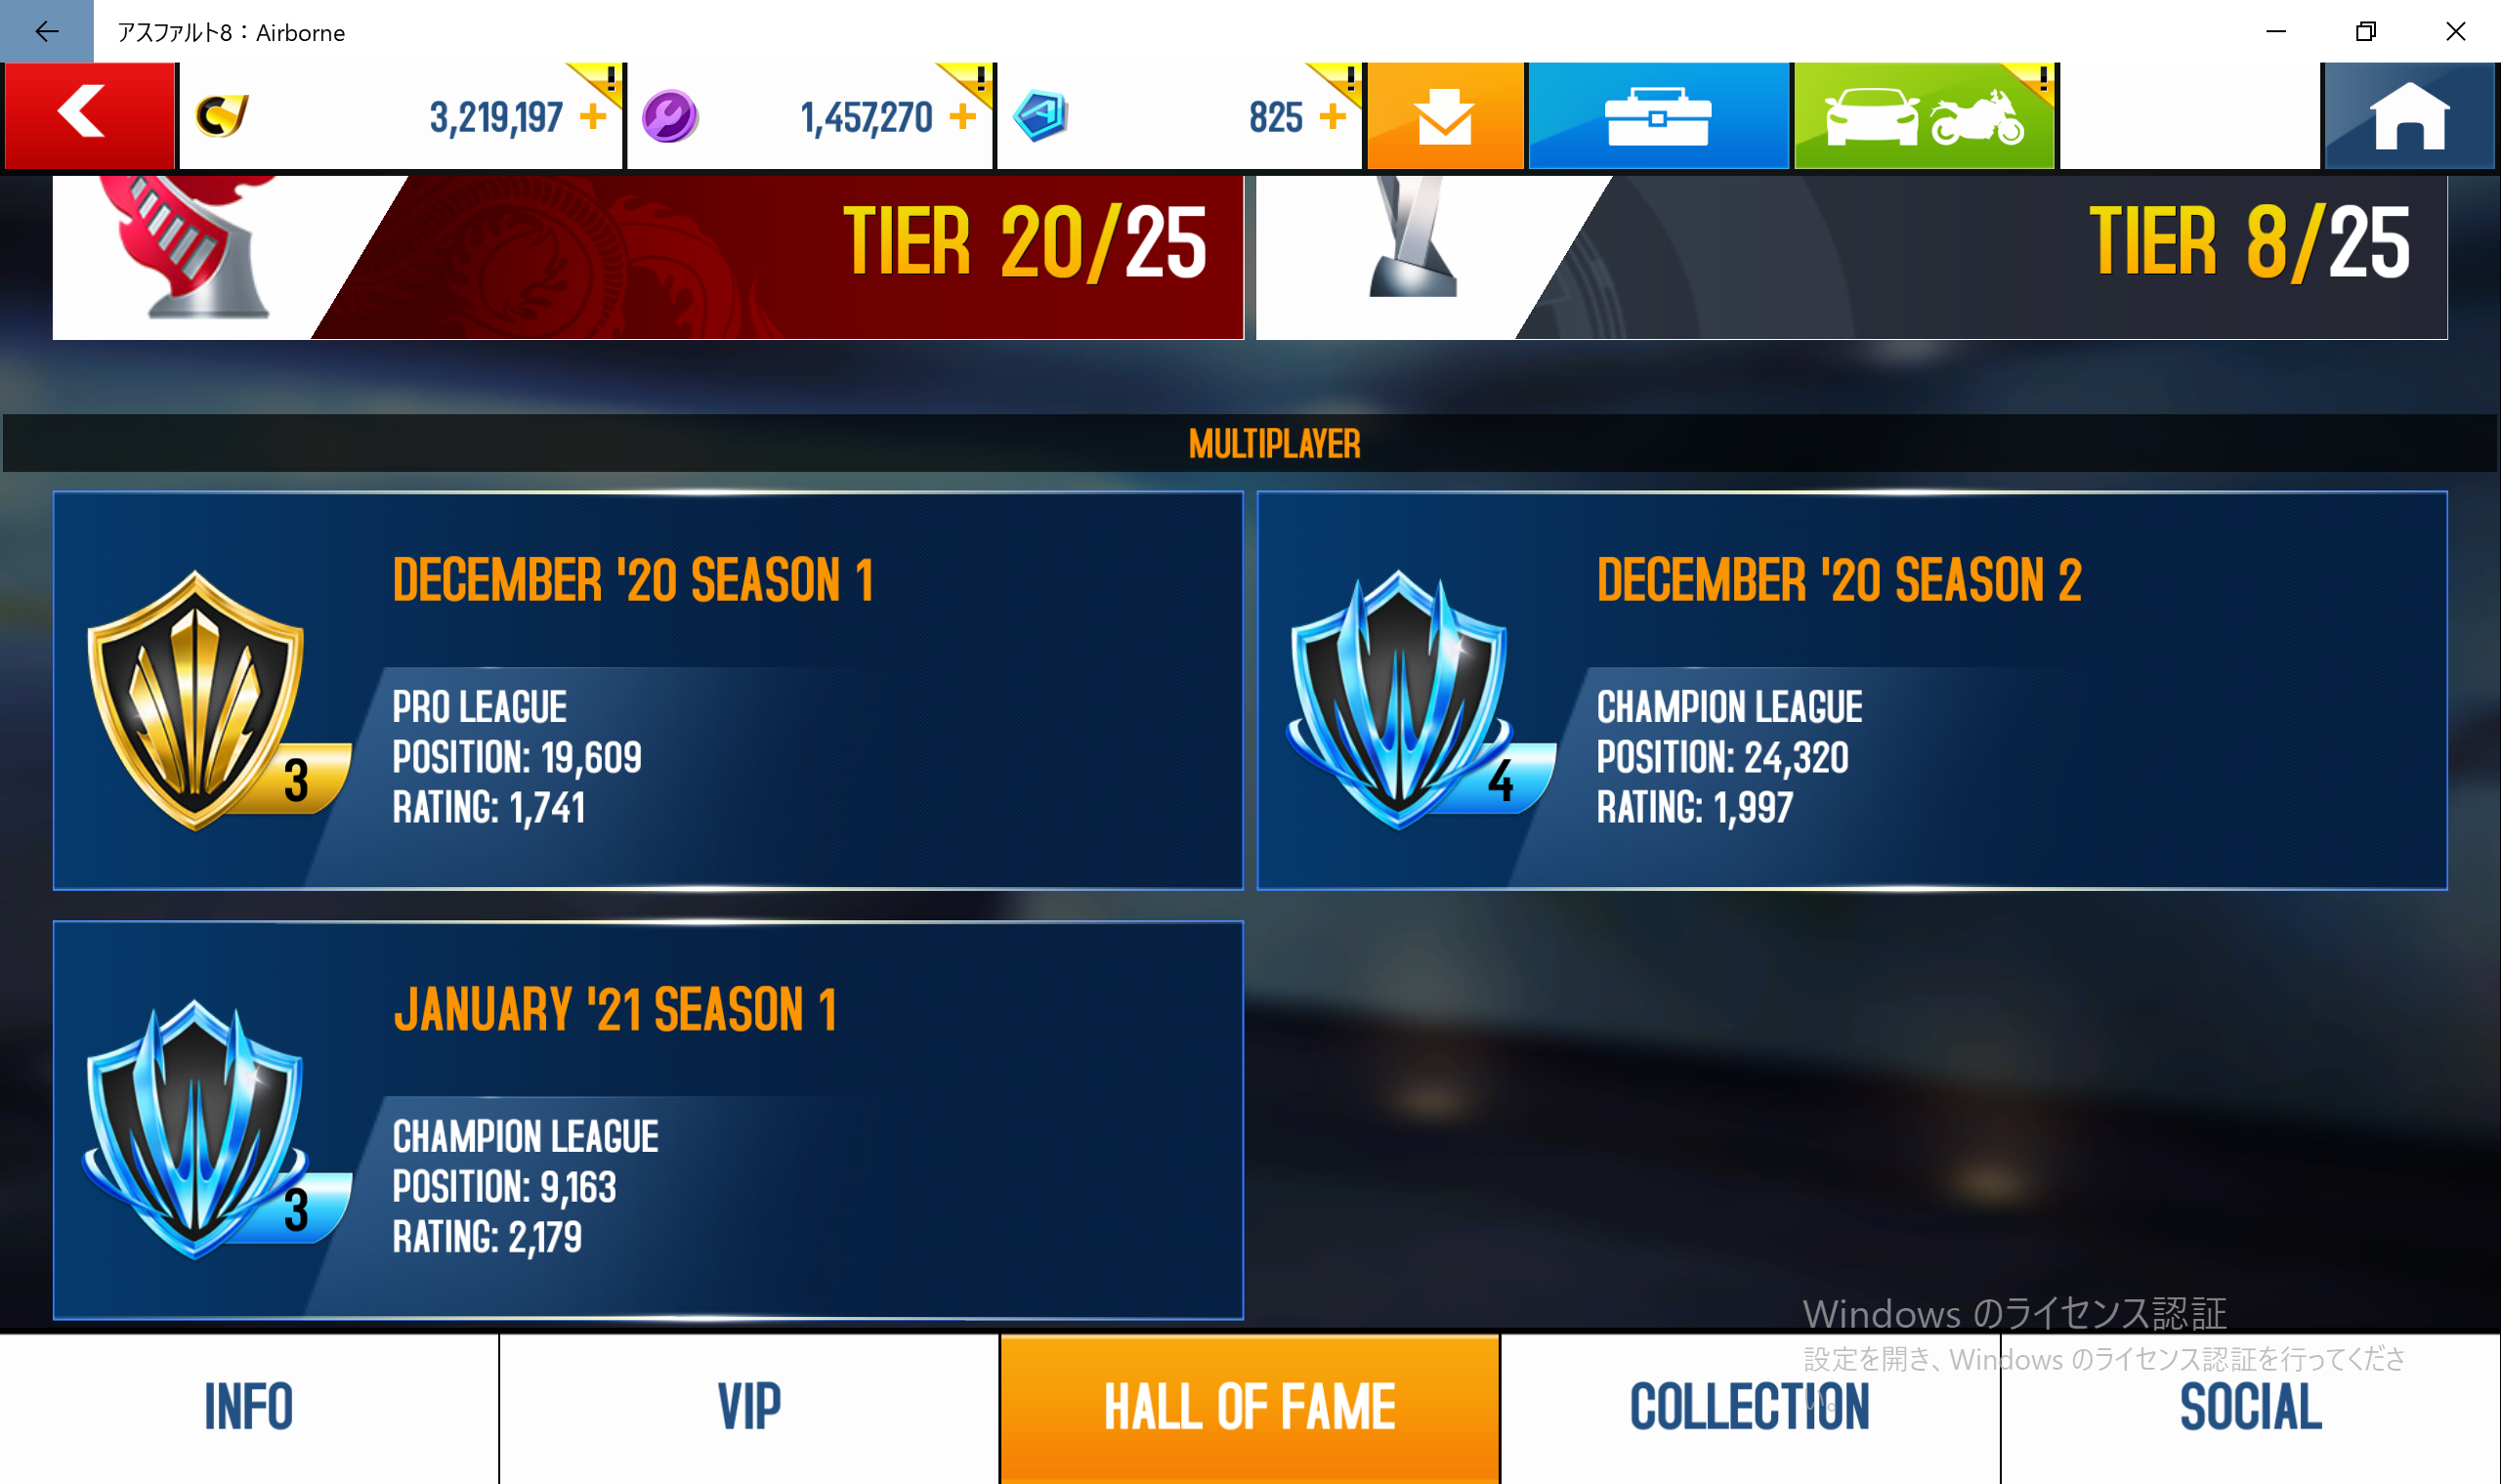 アスファルト8：Airborne
3,219,197 +
1,457,270 +
825 +
TIER 20/25
TIER 8/25
MULTIPLAYER
DECEMBER '20 SEASON 1
PRO LEAGUE
POSITION: 19,609
RATING: 1,741
3
DECEMBER '20 SEASON 2
CHAMPION LEAGUE
POSITION: 24,320
RATING: 1,997
4
JANUARY '21 SEASON 1
CHAMPION LEAGUE
POSITION: 9,163
RATING: 2,179
3
Windows のライセンス認証
設定を開き、Windows のライセンス認証を行ってくださ
い。
INFO
VIP
HALL OF FAME
COLLECTION
SOCIAL